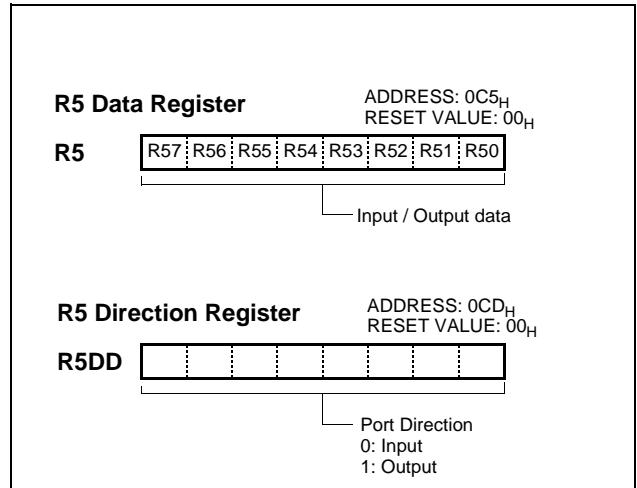 R5 Data Register
ADDRESS: 0C5H
RESET VALUE: 00H
R5
R57 R56 R55 R54 R53 R52 R51 R50
Input / Output data
R5 Direction Register
ADDRESS: 0CDH
RESET VALUE: 00H
R5DD
Port Direction
0: Input
1: Output